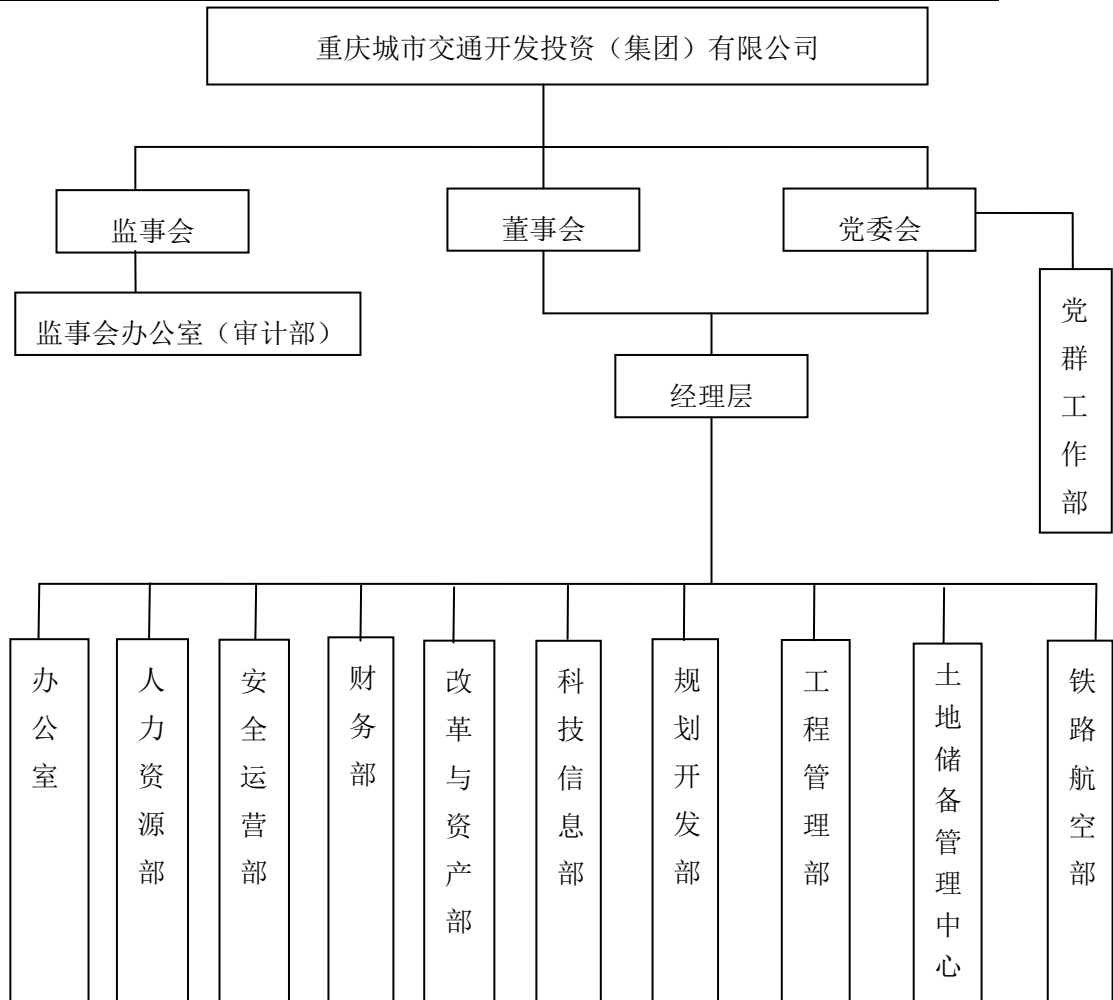 重庆城市交通开发投资（集团）有限公司
监事会
董事会
党委会
监事会办公室（审计部）
党群工作部
经理层
办公室
人力资源部
安全运营部
财务部
改革与资产部
科技信息部
规划开发部
工程管理部
土地储备管理中心
铁路航空部